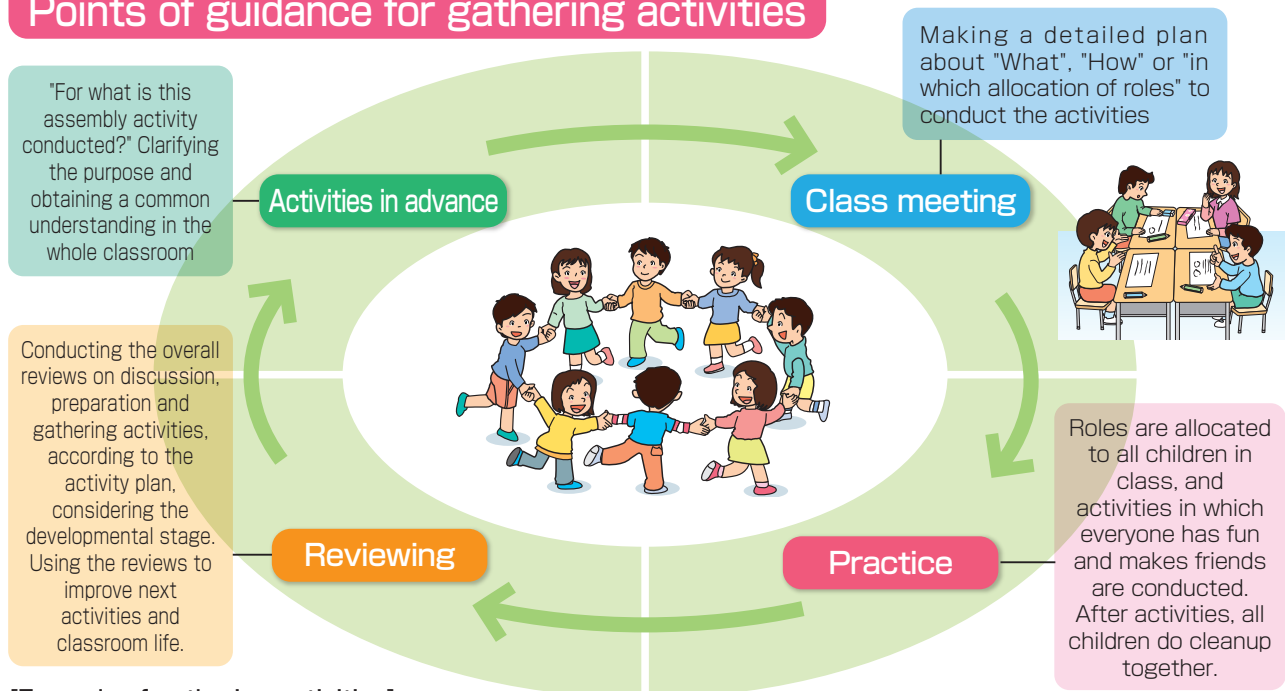 Points of guidance for gathering activities
"For what is this
assembly activity
conducted?" Clarifying
the purpose and
obtaining a common
understanding in the
whole classroom
Activities in advance
Making a detailed plan
about "What", "How" or "in
which allocation of roles" to
conduct the activities
Class meeting
Roles are allocated
to all children in
class, and
activities in which
everyone has fun
and makes friends
are conducted.
After activities, all
children do cleanup
together.
Practice
Conducting the overall
reviews on discussion,
preparation and
gathering activities,
according to the
activity plan,
considering the
developmental stage.
Using the reviews to
improve next
activities and
classroom life.
Reviewing